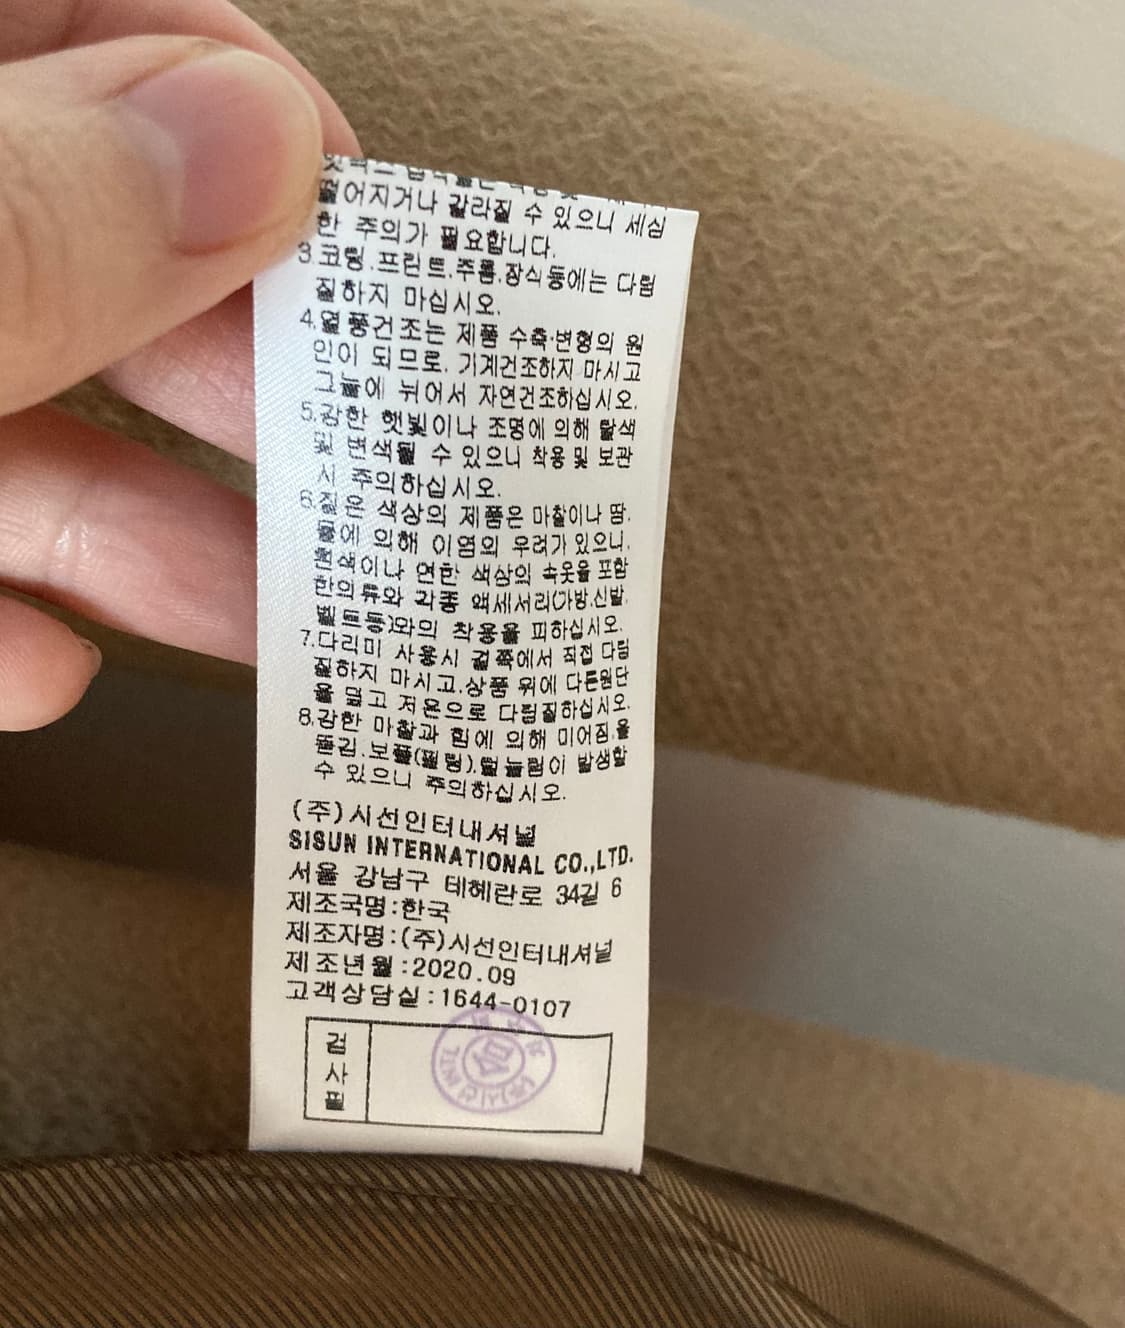 떨어지거나 갈라질 수 있으니 세심
한 주의가 필요합니다.
3.코팅.프린트.주름.장식등에는 다림
질하지 마십시오.
4.열풍건조는 제품 수축·변형의 원
인이 되므로, 기계건조하지 마시고
그늘에 뉘어서 자연건조하십시오.
5.강한 햇빛이나 조명에 의해 탈색
및 변색될 수 있으니 착용 및 보관
시 주의하십시오.
6.짙은 색상의 제품은 마찰이나 땀.
물에 의해 이염의 우려가 있으니,
흰색이나 연한 색상의 속옷을 포함
한의류와 각종 액세서리(가방.신발.
벨트등)와의 착용을 피하십시오.
7.다리미 사용시 겉쪽에서 직접 다림
질하지 마시고.상품 위에 다른원단
을 덮고 저온으로 다림질하십시오.
8.강한 마찰과 힘에 의해 미어짐.올
뜯김.보풀(필링).털눌림이 발생할
수 있으니 주의하십시오.
(주)시선인터내셔널
SISUN INTERNATIONAL CO.,LTD.
서울 강남구 테헤란로 34길 6
제조국명:한국
제조자명:(주)시선인터내셔널
제조년월:2020.09
고객상담실:1644-0107
검사필